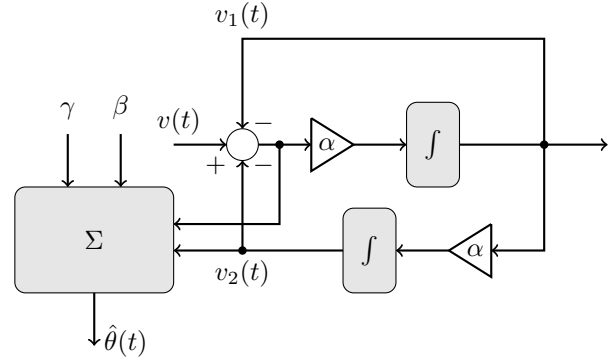 v₁(t)
γ
β
v(t)
−
+
−
α
∫
Σ
∫
α
v₂(t)
θ̂(t)